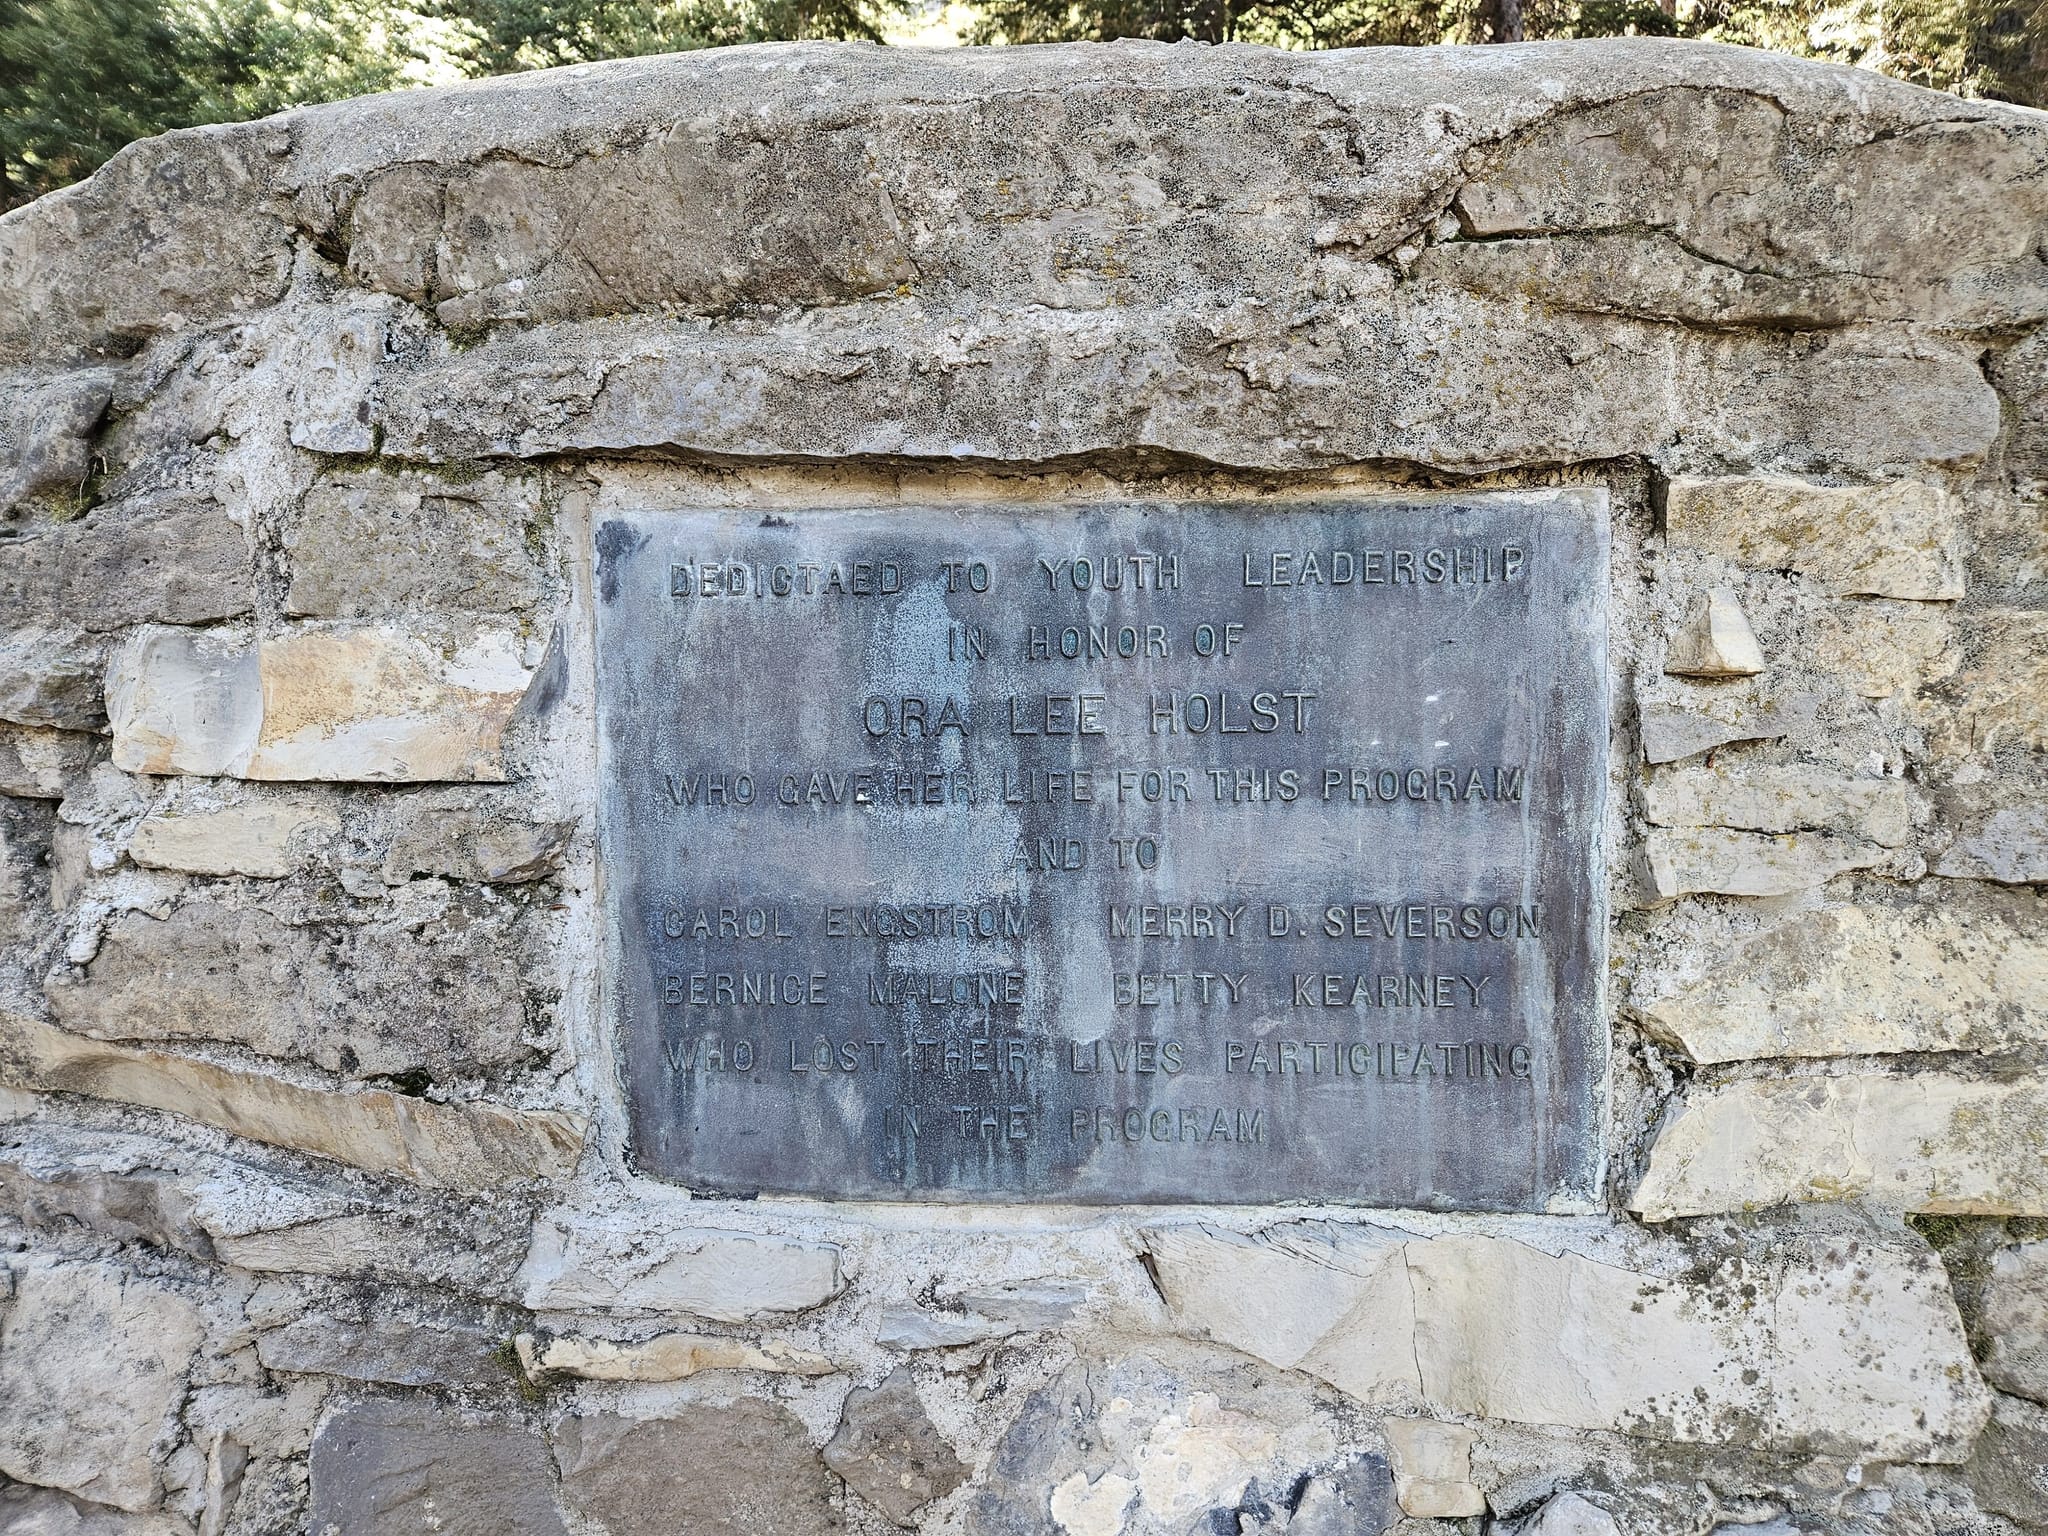 DEDICTAED TO YOUTH LEADERSHIP
IN HONOR OF
ORA LEE HOLST
WHO GAVE HER LIFE FOR THIS PROGRAM
AND TO
CAROL ENGSTROM MERRY D. SEVERSON
BERNICE MALONE BETTY KEARNEY
WHO LOST THEIR LIVES PARTICIPATING
IN THE PROGRAM